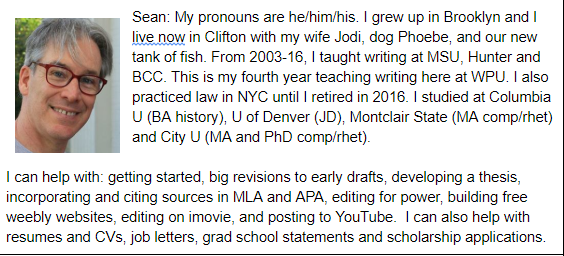 Sean: My pronouns are he/him/his. I grew up in Brooklyn and I
live now in Clifton with my wife Jodi, dog Phoebe, and our new
tank of fish. From 2003-16, I taught writing at MSU, Hunter and
BCC. This is my fourth year teaching writing here at WPU. I also
practiced law in NYC until I retired in 2016. I studied at Columbia
U (BA history), U of Denver (JD), Montclair State (MA comp/rhet)
and City U (MA and PhD comp/rhet).
I can help with: getting started, big revisions to early drafts, developing a thesis,
incorporating and citing sources in MLA and APA, editing for power, building free
weebly websites, editing on imovie, and posting to YouTube.  I can also help with
resumes and CVs, job letters, grad school statements and scholarship applications.